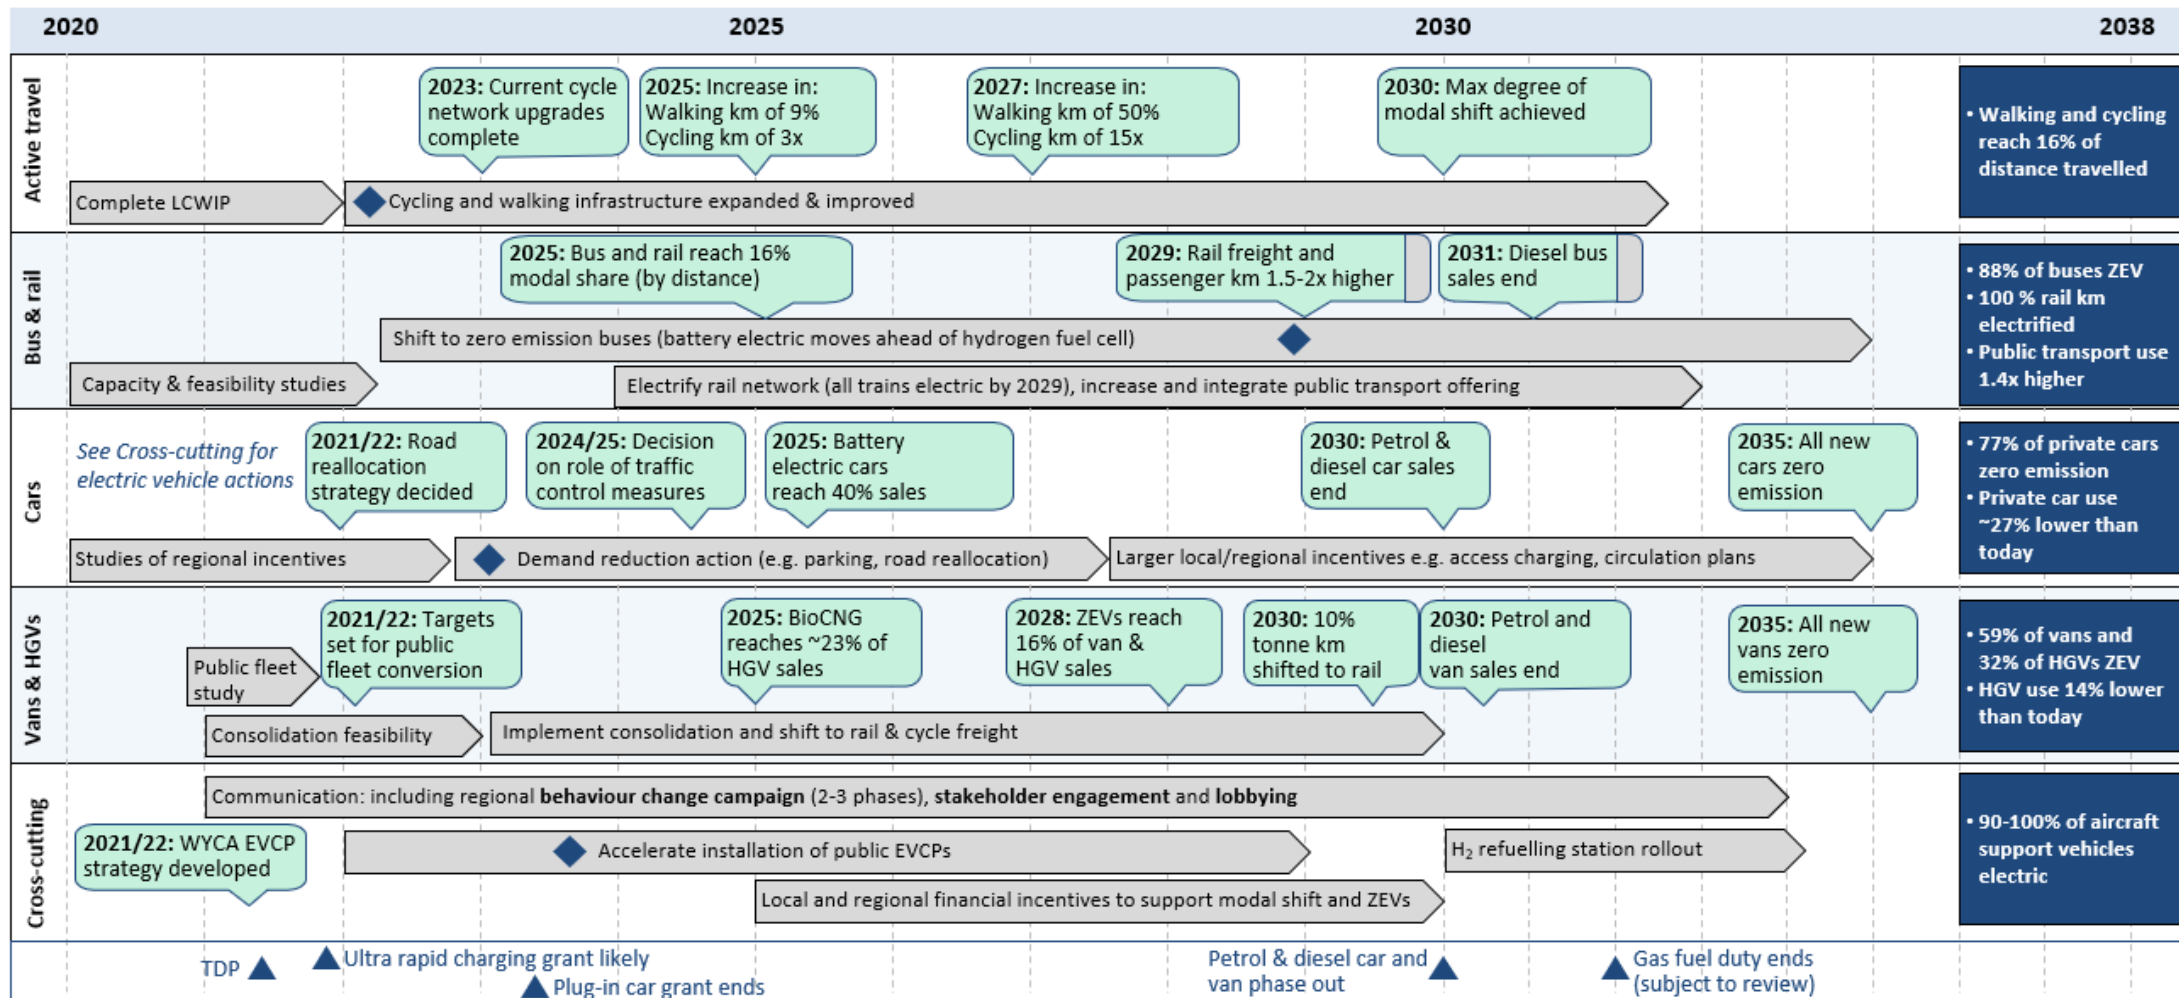 2020
2025
2030
2038
Active travel
2023: Current cycle
network upgrades
complete
2025: Increase in:
Walking km of 9%
Cycling km of 3x
2027: Increase in:
Walking km of 50%
Cycling km of 15x
2030: Max degree of
modal shift achieved
Complete LCWIP
Cycling and walking infrastructure expanded & improved
• Walking and cycling
reach 16% of
distance travelled
Bus & rail
2025: Bus and rail reach 16%
modal share (by distance)
2029: Rail freight and
passenger km 1.5-2x higher
2031: Diesel bus
sales end
Shift to zero emission buses (battery electric moves ahead of hydrogen fuel cell)
Capacity & feasibility studies
Electrify rail network (all trains electric by 2029), increase and integrate public transport offering
• 88% of buses ZEV
• 100 % rail km
electrified
• Public transport use
1.4x higher
Cars
See Cross-cutting for
electric vehicle actions
2021/22: Road
reallocation
strategy decided
2024/25: Decision
on role of traffic
control measures
2025: Battery
electric cars
reach 40% sales
2030: Petrol &
diesel car sales
end
2035: All new
cars zero
emission
Studies of regional incentives
Demand reduction action (e.g. parking, road reallocation)
Larger local/regional incentives e.g. access charging, circulation plans
• 77% of private cars
zero emission
• Private car use
~27% lower than
today
Vans & HGVs
Public fleet
study
2021/22: Targets
set for public
fleet conversion
2025: BioCNG
reaches ~23% of
HGV sales
2028: ZEVs reach
16% of van &
HGV sales
2030: 10%
tonne km
shifted to rail
2030: Petrol and
diesel
van sales end
2035: All new
vans zero
emission
Consolidation feasibility
Implement consolidation and shift to rail & cycle freight
• 59% of vans and
32% of HGVs ZEV
• HGV use 14% lower
than today
Cross-cutting
Communication: including regional behaviour change campaign (2-3 phases), stakeholder engagement and lobbying
2021/22: WYCA EVCP
strategy developed
Accelerate installation of public EVCPs
H₂ refuelling station rollout
Local and regional financial incentives to support modal shift and ZEVs
• 90-100% of aircraft
support vehicles
electric
TDP
Ultra rapid charging grant likely
Plug-in car grant ends
Petrol & diesel car and
van phase out
Gas fuel duty ends
(subject to review)